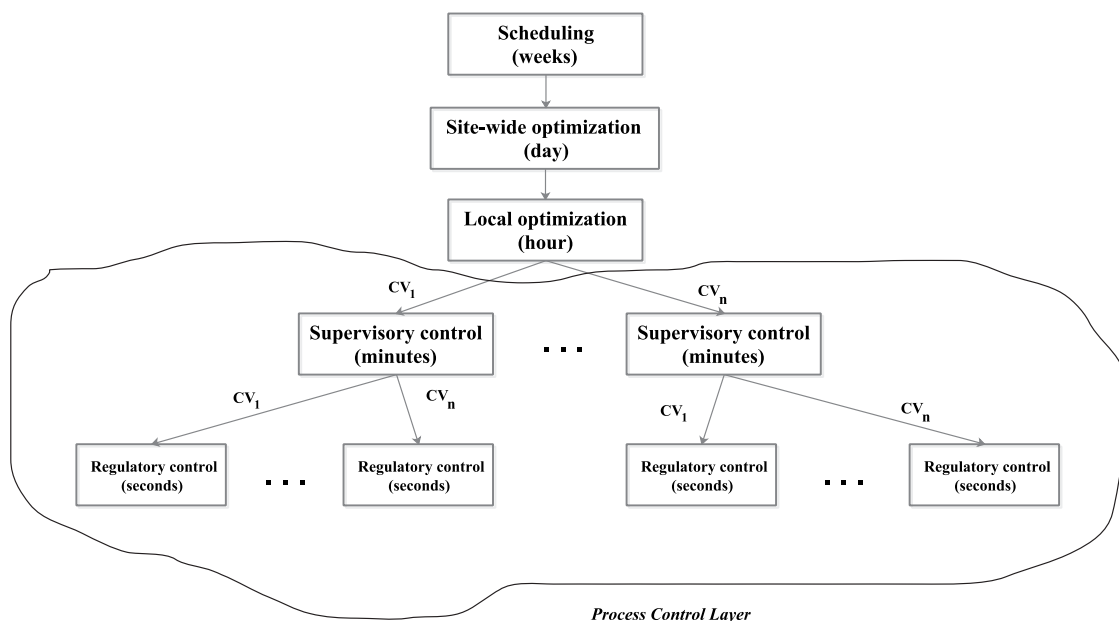 Scheduling
(weeks)
Site-wide optimization
(day)
Local optimization
(hour)
CV1
CVn
Supervisory control
(minutes)
. . .
Supervisory control
(minutes)
CV1
CVn
CV1
CVn
Regulatory control
(seconds)
. . .
Regulatory control
(seconds)
Regulatory control
(seconds)
. . .
Regulatory control
(seconds)
Process Control Layer